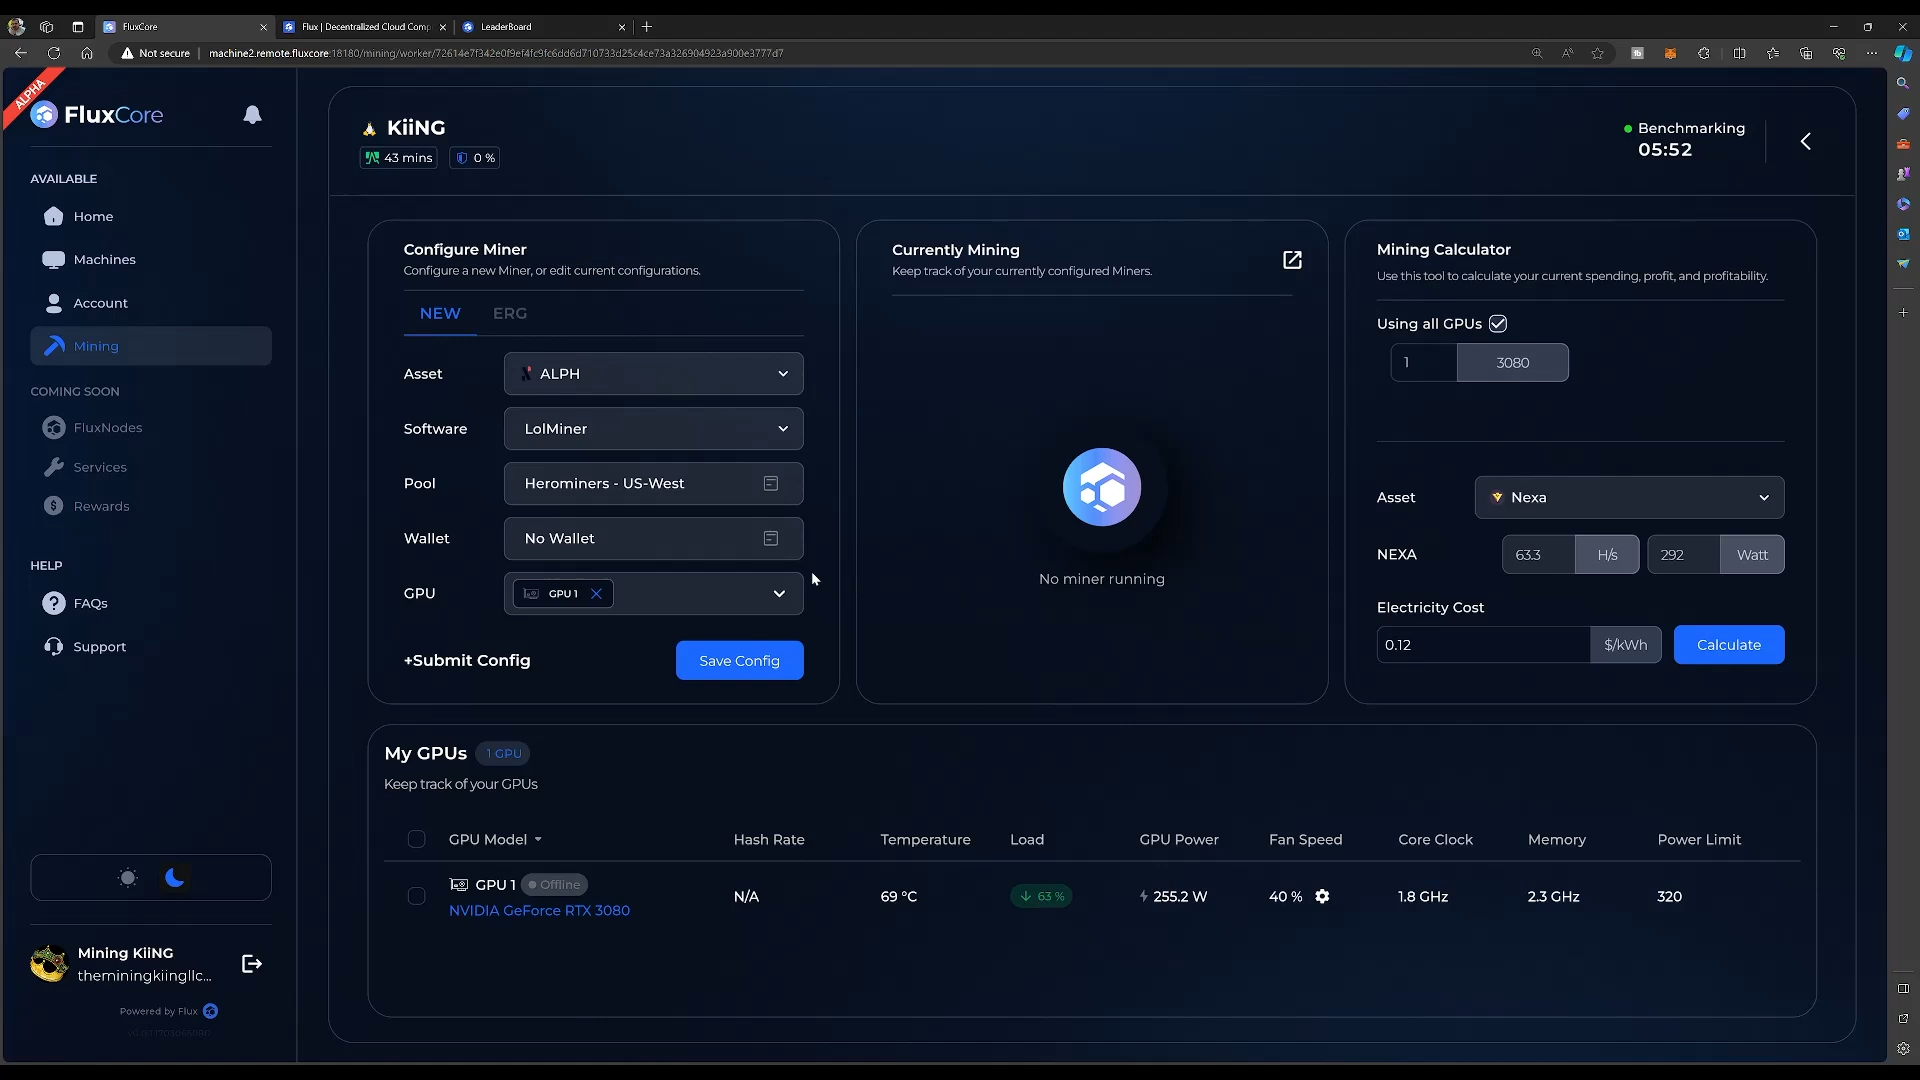 FluxCore
Flux | Decentralized Cloud Comp
LeaderBoard
Not secure
machine2.remote.fluxcore:18180/mining/worker/72614e7f342e0f9ef4fc9fc6dd6d710733d25c4ce73a326904923a900e3777d7
ALPHA
FluxCore
AVAILABLE
Home
Machines
Account
Mining
COMING SOON
FluxNodes
Services
Rewards
HELP
FAQs
Support
Mining KiiNG
theminingkiingllc...
Powered by Flux
KiiNG
43 mins
0 %
Benchmarking
05:52
Configure Miner
Configure a new Miner, or edit current configurations.
NEW
ERG
Asset
ALPH
Software
LolMiner
Pool
Herominers - US-West
Wallet
No Wallet
GPU
GPU 1
+Submit Config
Save Config
Currently Mining
Keep track of your currently configured Miners.
No miner running
Mining Calculator
Use this tool to calculate your current spending, profit, and profitability.
Using all GPUs
1
3080
Asset
Nexa
NEXA
63.3
H/s
292
Watt
Electricity Cost
0.12
$/kWh
Calculate
My GPUs
1 GPU
Keep track of your GPUs
GPU Model
Hash Rate
Temperature
Load
GPU Power
Fan Speed
Core Clock
Memory
Power Limit
GPU 1
Offline
NVIDIA GeForce RTX 3080
N/A
69 °C
63 %
255.2 W
40 %
1.8 GHz
2.3 GHz
320